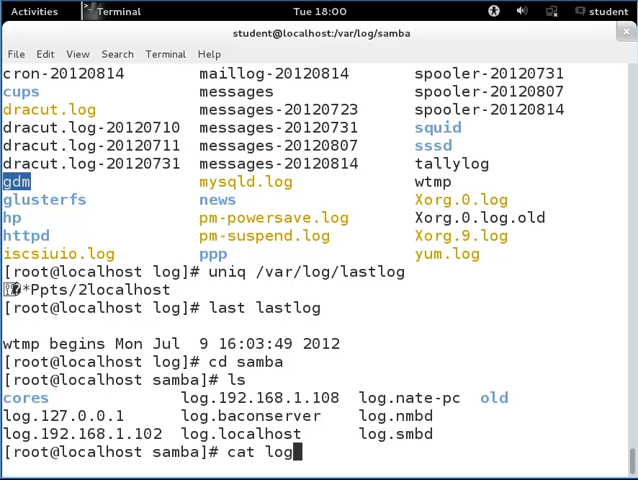 Activities Terminal Tue 18:00 student
student@localhost:/var/log/samba
File Edit View Search Terminal Help
cron-20120814 maillog-20120814 spooler-20120731
cups messages spooler-20120807
dracut.log messages-20120723 spooler-20120814
dracut.log-20120710 messages-20120731 squid
dracut.log-20120711 messages-20120807 sssd
dracut.log-20120731 messages-20120814 tallylog
gdm mysqld.log wtmp
glusterfs news Xorg.0.log
hp pm-powersave.log Xorg.0.log.old
httpd pm-suspend.log Xorg.9.log
iscsiuio.log ppp yum.log
[root@localhost log]# uniq /var/log/lastlog
*Ppts/2localhost
[root@localhost log]# last lastlog
wtmp begins Mon Jul 9 16:03:49 2012
[root@localhost log]# cd samba
[root@localhost samba]# ls
cores log.192.168.1.108 log.nate-pc old
log.127.0.0.1 log.baconserver log.nmbd
log.192.168.1.102 log.localhost log.smbd
[root@localhost samba]# cat log